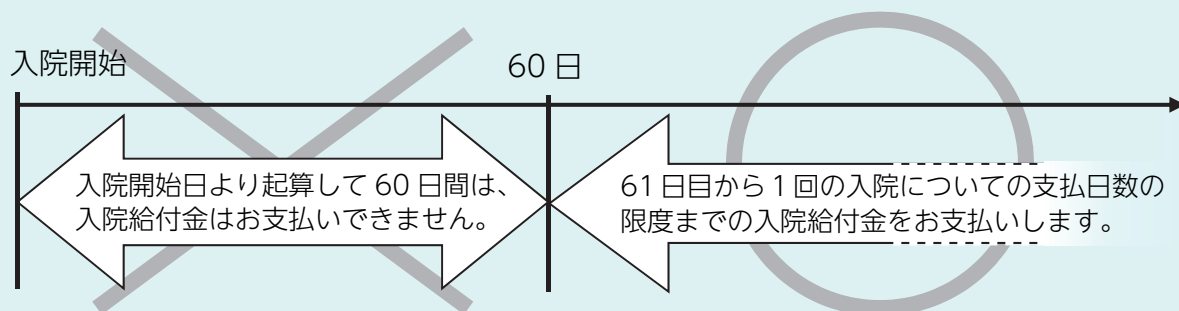 入院開始
60 日
入院開始日より起算して 60 日間は、
入院給付金はお支払いできません。
61 日目から 1 回の入院についての支払日数の
限度までの入院給付金をお支払いします。